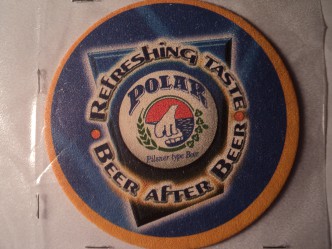 Refreshing Taste
POLAR
Pilsner type Beer
Beer After Beer